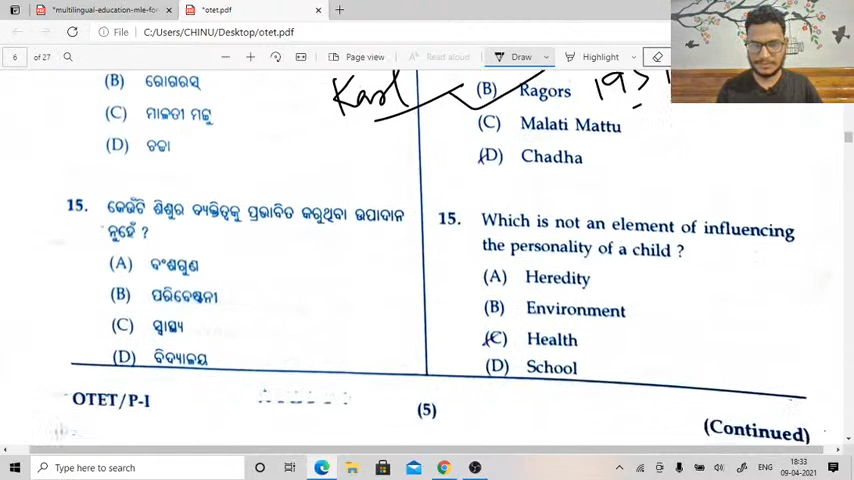 *multilingual-education-mle-fo
*otet.pdf
File
C:/Users/CHINU/Desktop/otet.pdf
6
of 27
Page view
Read aloud
Draw
Highlight
(B) ରୋଗରସ୍
(C) ମାଳତୀ ମଟ୍ଟୁ
(D) ଚଢା
Karl
(B) Ragors
(C) Malati Mattu
(D) Chadha
15. କେଉଁଟି ଶିଶୁର ବ୍ୟକ୍ତିତ୍ୱକୁ ପ୍ରଭାବିତ କରୁଥିବା ଉପାଦାନ
ନୁହେଁ ?
(A) ବଂଶଗୁଣ
(B) ପରିବେଷ୍ଟନୀ
(C) ସ୍ୱାସ୍ଥ୍ୟ
(D) ବିଦ୍ୟାଳୟ
15. Which is not an element of influencing
the personality of a child ?
(A) Heredity
(B) Environment
(C) Health
(D) School
OTET/P-I
(5)
(Continued)
Type here to search
ENG
18:33
09-04-2021